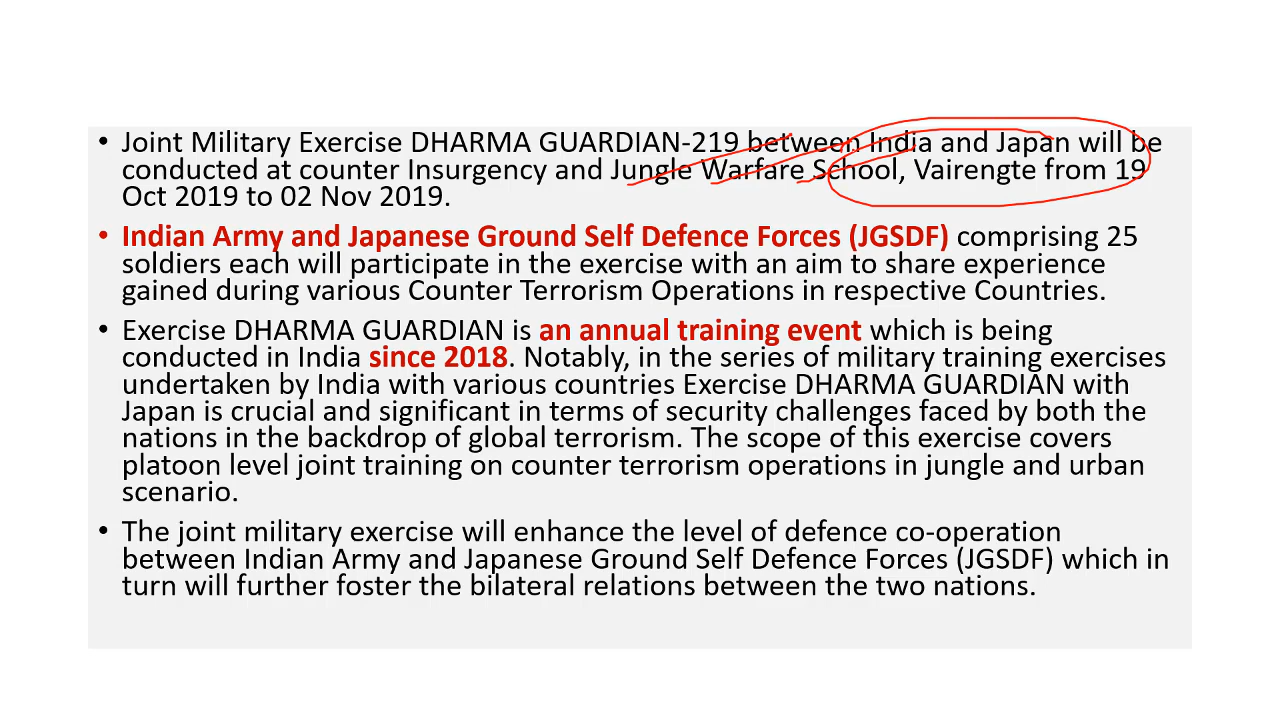 • Joint Military Exercise DHARMA GUARDIAN-219 between India and Japan will be
conducted at counter Insurgency and Jungle Warfare School, Vairengte from 19
Oct 2019 to 02 Nov 2019.
• Indian Army and Japanese Ground Self Defence Forces (JGSDF) comprising 25
soldiers each will participate in the exercise with an aim to share experience
gained during various Counter Terrorism Operations in respective Countries.
• Exercise DHARMA GUARDIAN is an annual training event which is being
conducted in India since 2018. Notably, in the series of military training exercises
undertaken by India with various countries Exercise DHARMA GUARDIAN with
Japan is crucial and significant in terms of security challenges faced by both the
nations in the backdrop of global terrorism. The scope of this exercise covers
platoon level joint training on counter terrorism operations in jungle and urban
scenario.
• The joint military exercise will enhance the level of defence co-operation
between Indian Army and Japanese Ground Self Defence Forces (JGSDF) which in
turn will further foster the bilateral relations between the two nations.